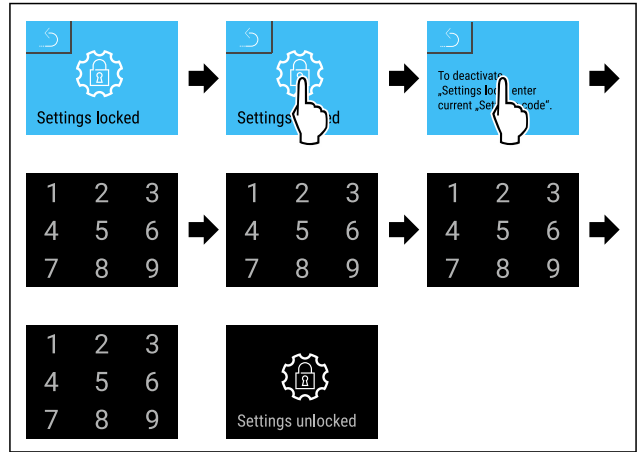 Settings locked
Settings
To deactivate
„Settings lock enter
current „Set code".
1 2 3
4 5 6
7 8 9
1 2 3
4 5 6
7 8 9
1 2 3
4 5 6
7 8 9
1 2 3
4 5 6
7 8 9
Settings unlocked